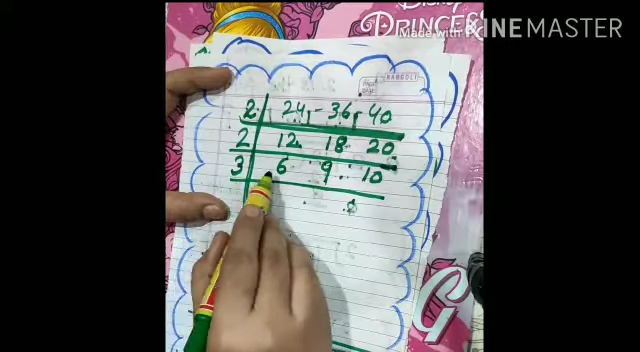 DISNEY
PRINCESS
Made with
KINEMASTER
RANGOLI
2 24, 36, 40
2 12 18 20
3 6 9 10
G